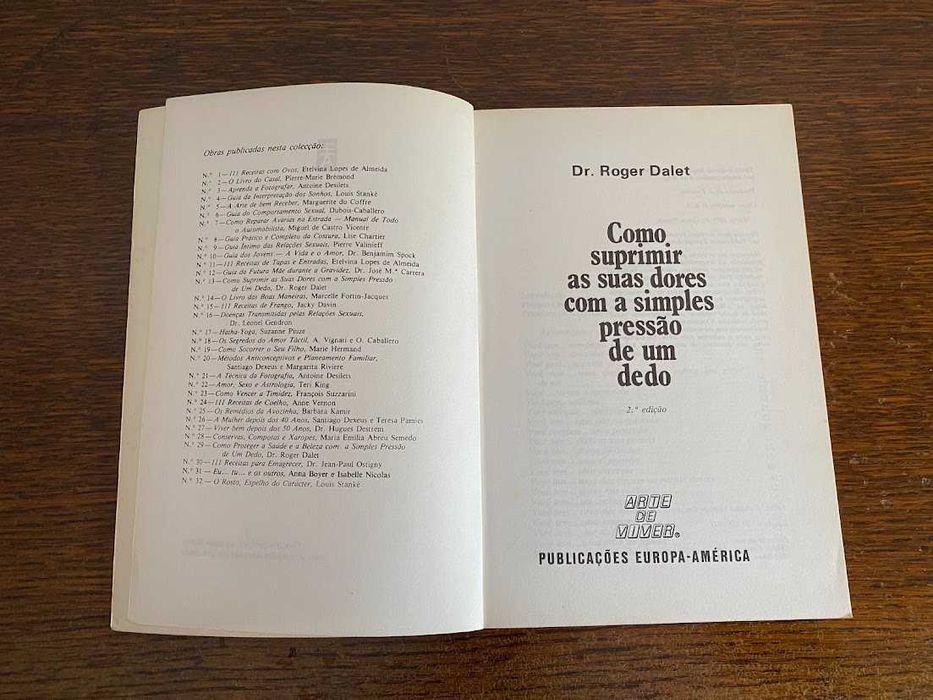 Obras publicadas nesta colecção:
N.º 1—111 Receitas com Ovos, Etelvina Lopes de Almeida
N.º 2—O Livro do Casal, Pierre-Marie Brémond
N.º 3—Aprenda a Fotografar, Antoine Desilets
N.º 4—Guia da Interpretação dos Sonhos, Louis Stanké
N.º 5—A Arte de bem Receber, Marguerite du Coffre
N.º 6—Guia do Comportamento Sexual, Dubois-Caballero
N.º 7—Como Reparar Avarias na Estrada — Manual de Todo
o Automobilista, Miguel de Castro Vicente
N.º 8—Guia Prático e Completo da Costura, Lise Chartier
N.º 9—Guia Íntimo das Relações Sexuais, Pierre Valinieff
N.º 10—Guia dos Jovens — A Vida e o Amor, Dr. Benjamim Spock
N.º 11—111 Receitas de Tapas e Entradas, Etelvina Lopes de Almeida
N.º 12—Guia da Futura Mãe durante a Gravidez, Dr. José M.ª Carrera
N.º 13—Como Suprimir as Suas Dores com a Simples Pressão
de Um Dedo, Dr. Roger Dalet
N.º 14—O Livro das Boas Maneiras, Marcelle Fortin-Jacques
N.º 15—111 Receitas de Frango, Jacky Davin
N.º 16—Doenças Transmitidas pelas Relações Sexuais,
Dr. Léonel Gendron
N.º 17—Hatha-Yoga, Suzanne Piuze
N.º 18—Os Segredos do Amor Táctil, A. Vignati e O. Caballero
N.º 19—Como Socorrer o Seu Filho, Marie Hermand
N.º 20—Métodos Anticonceptivos e Planeamento Familiar,
Santiago Dexeus e Margarita Riviere
N.º 21—A Técnica da Fotografia, Antoine Desilets
N.º 22—Amor, Sexo e Astrologia, Teri King
N.º 23—Como Vencer a Timidez, François Suzzarini
N.º 24—111 Receitas de Coelho, Anne Vernon
N.º 25—Os Remédios da Avozinha, Barbara Kamir
N.º 26—A Mulher depois dos 40 Anos, Santiago Dexeus e Teresa Pamies
N.º 27—Viver bem depois dos 50 Anos, Dr. Hugues Destrem
N.º 28—Conservas, Compotas e Xaropes, Maria Emília Abreu Semedo
N.º 29—Como Proteger a Saúde e a Beleza com a Simples Pressão
de Um Dedo, Dr. Roger Dalet
N.º 30—111 Receitas para Emagrecer, Dr. Jean-Paul Ostigny
N.º 31—Eu... tu... e os outros, Anna Boyer e Isabelle Nicolas
N.º 32—O Rosto, Espelho do Carácter, Louis Stanké
Dr. Roger Dalet
Como
suprimir
as suas dores
com a simples
pressão
de um
dedo
2.ª edição
ARTE
DE
VIVER®
PUBLICAÇÕES EUROPA-AMÉRICA